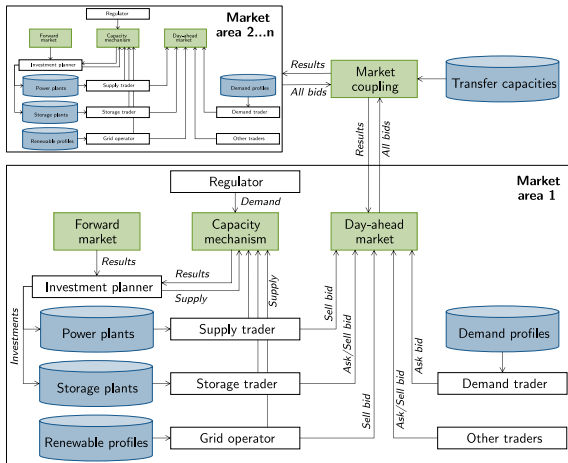 Market
area 2...n
Regulator
Forward
market
Capacity
mechanism
Day-ahead
market
Investment planner
Power plants
Supply trader
Demand profiles
Storage plants
Storage trader
Demand trader
Renewable profiles
Grid operator
Other traders
Results
All bids
Market
coupling
Transfer capacities
Results
All bids
Market
area 1
Regulator
Demand
Forward
market
Capacity
mechanism
Day-ahead
market
Results
Results
Supply
Investment planner
Supply
Sell bid
Investments
Power plants
Supply trader
Demand profiles
Ask/Sell bid
Ask bid
Storage plants
Storage trader
Demand trader
Sell bid
Ask/Sell bid
Renewable profiles
Grid operator
Other traders